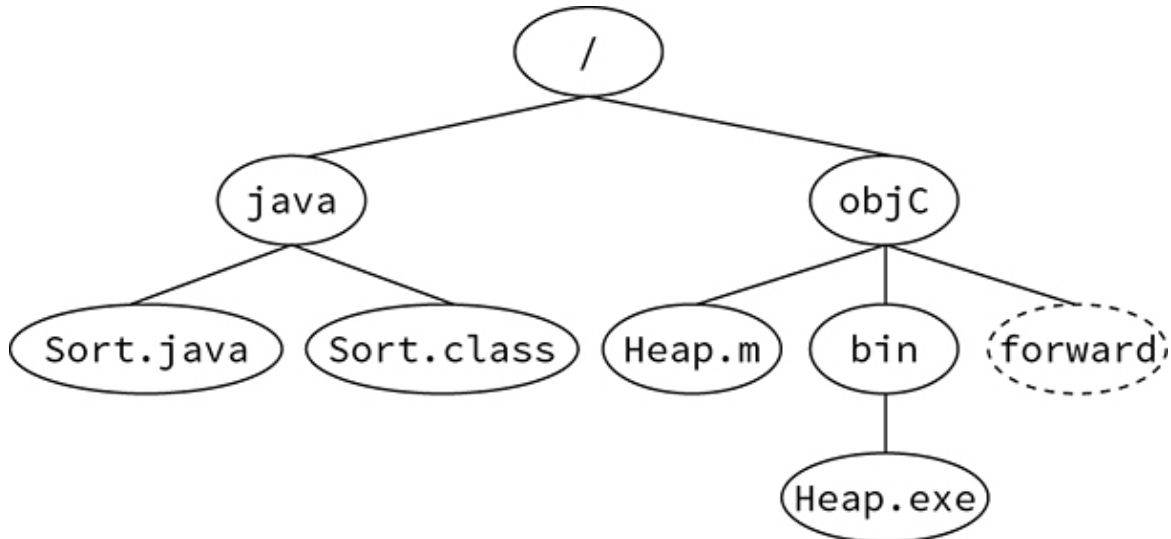 /
java
objC
Sort.java
Sort.class
Heap.m
bin
forward
Heap.exe